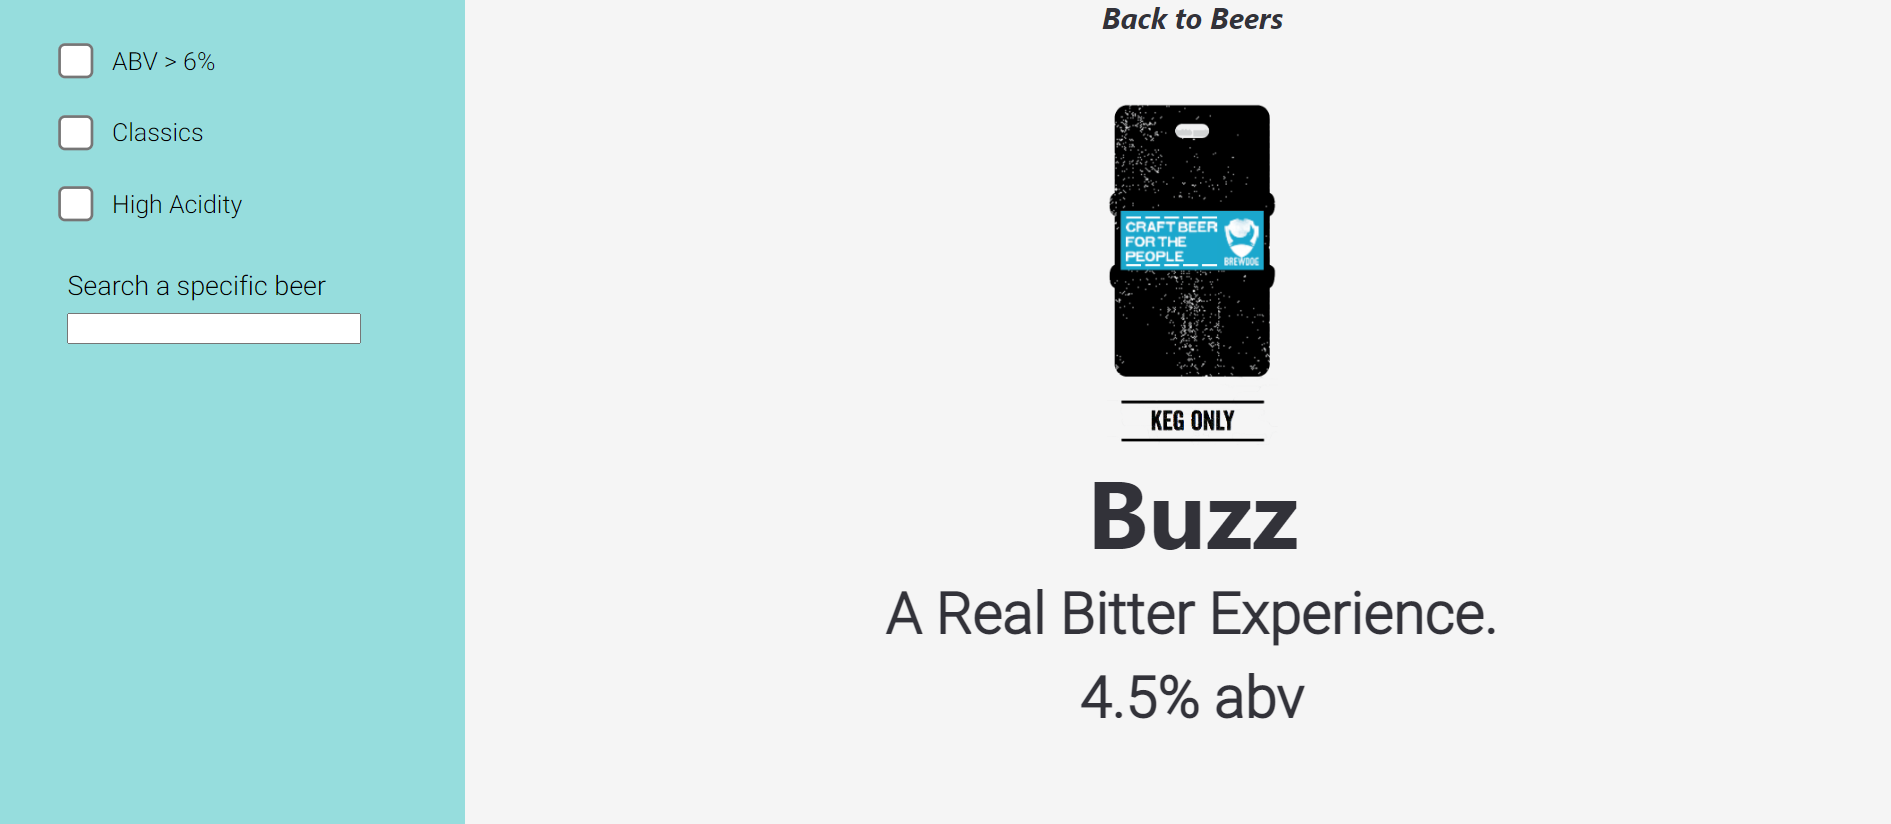 ABV > 6%
Classics
High Acidity
Search a specific beer
Back to Beers
CRAFT BEER
FOR THE
PEOPLE
BREWDOG
KEG ONLY
Buzz
A Real Bitter Experience.
4.5% abv